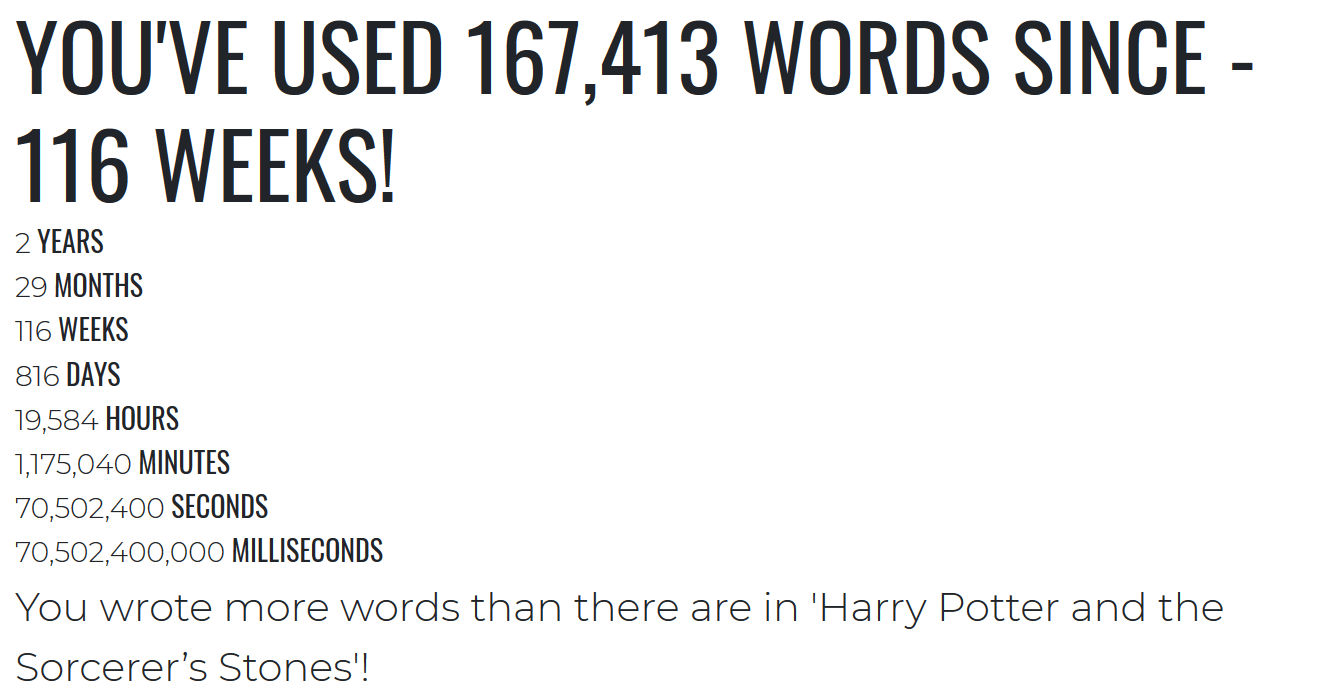 YOU'VE USED 167,413 WORDS SINCE -
116 WEEKS!
2 YEARS
29 MONTHS
116 WEEKS
816 DAYS
19,584 HOURS
1,175,040 MINUTES
70,502,400 SECONDS
70,502,400,000 MILLISECONDS
You wrote more words than there are in 'Harry Potter and the
Sorcerer’s Stones'!